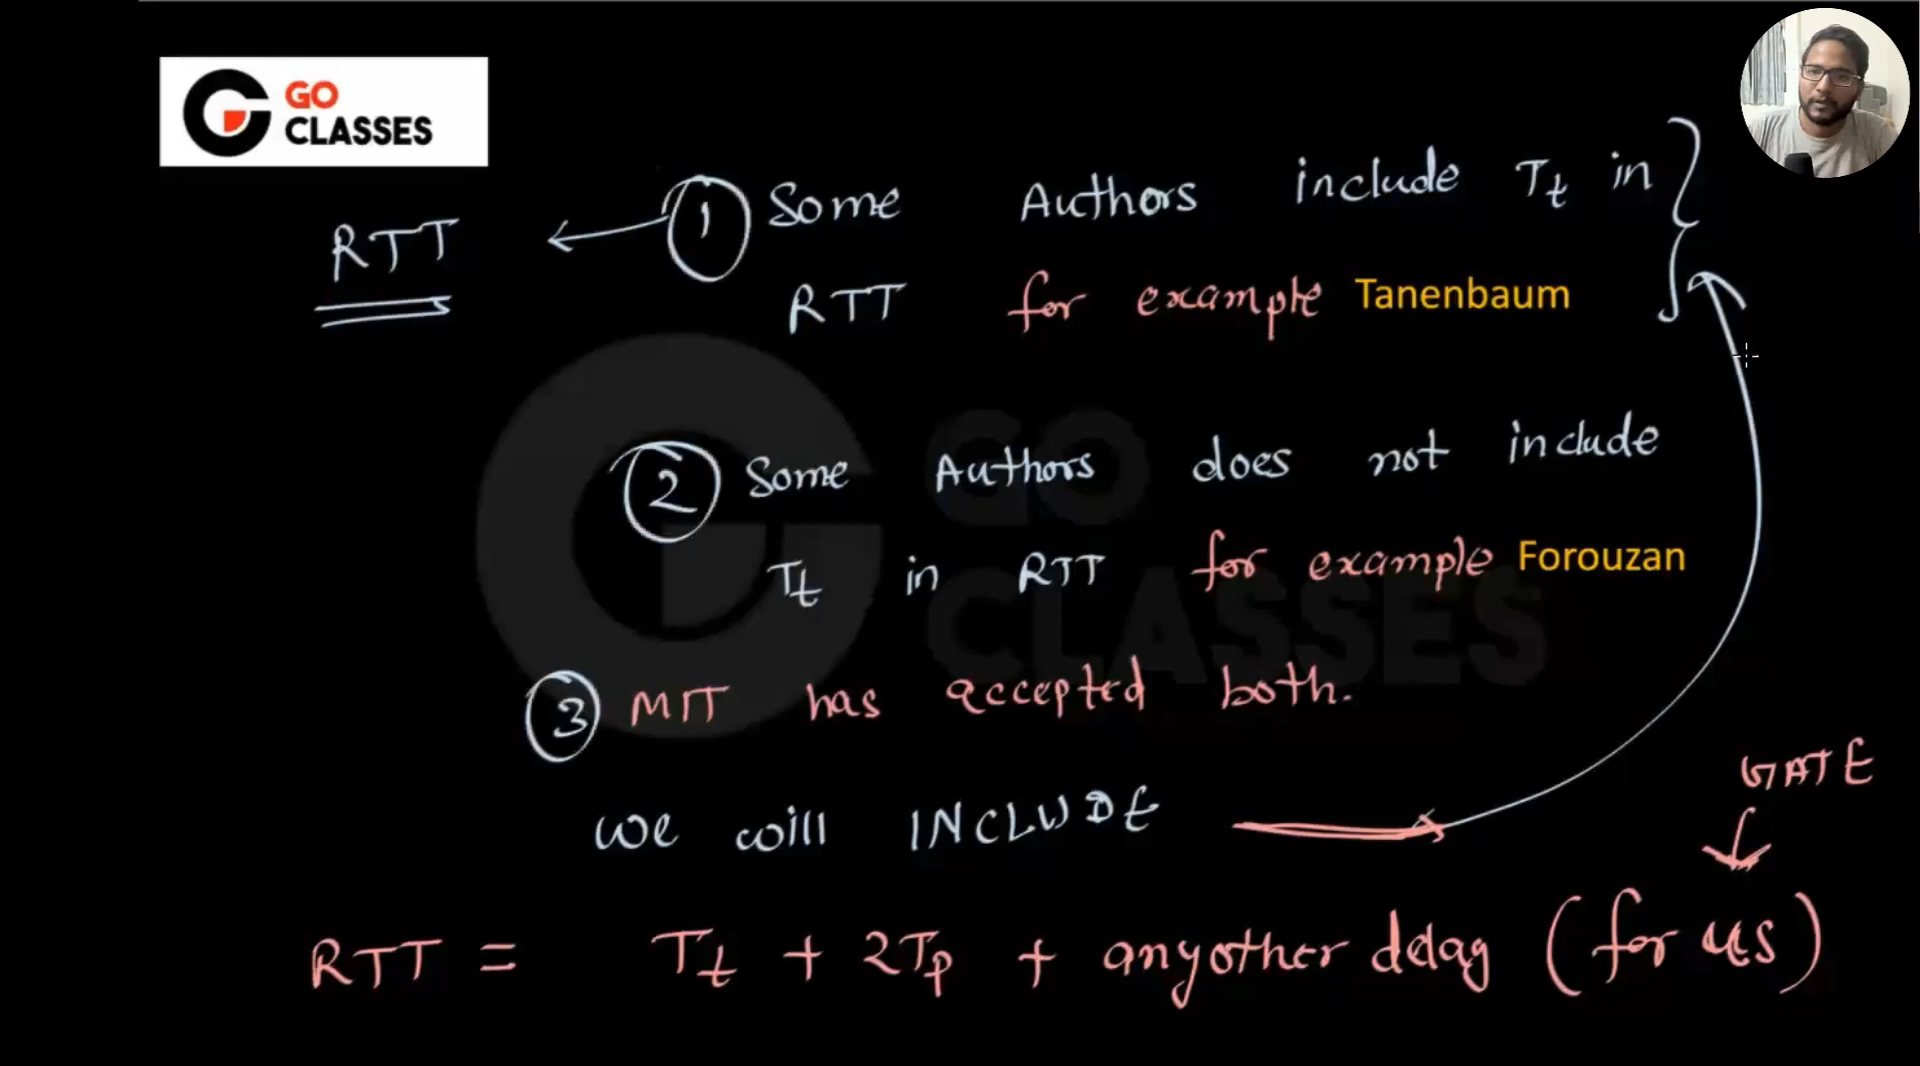 GO
CLASSES
RTT
1 Some Authors include Tt in
RTT for example Tanenbaum
2 Some Authors does not include
Tt in RTT for example Forouzan
3 MIT has accepted both.
we will INCLUDE
GATE
RTT = Tt + 2Tp + anyother delay (for us)
GO
CLASSES